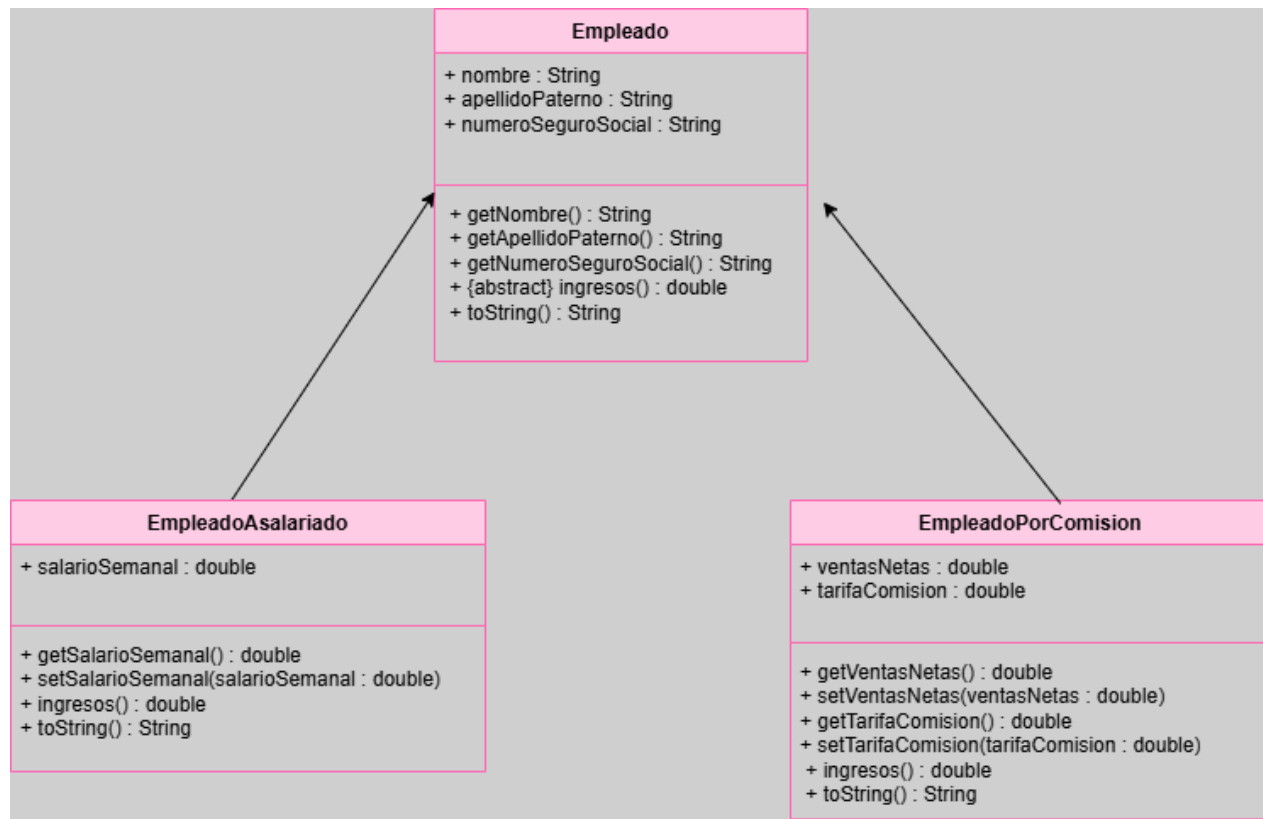 Empleado
+ nombre : String
+ apellidoPaterno : String
+ numeroSeguroSocial : String
+ getNombre() : String
+ getApellidoPaterno() : String
+ getNumeroSeguroSocial() : String
+ {abstract} ingresos() : double
+ toString() : String
EmpleadoAsalariado
+ salarioSemanal : double
+ getSalarioSemanal() : double
+ setSalarioSemanal(salarioSemanal : double)
+ ingresos() : double
+ toString() : String
EmpleadoPorComision
+ ventasNetas : double
+ tarifaComision : double
+ getVentasNetas() : double
+ setVentasNetas(ventasNetas : double)
+ getTarifaComision() : double
+ setTarifaComision(tarifaComision : double)
+ ingresos() : double
+ toString() : String